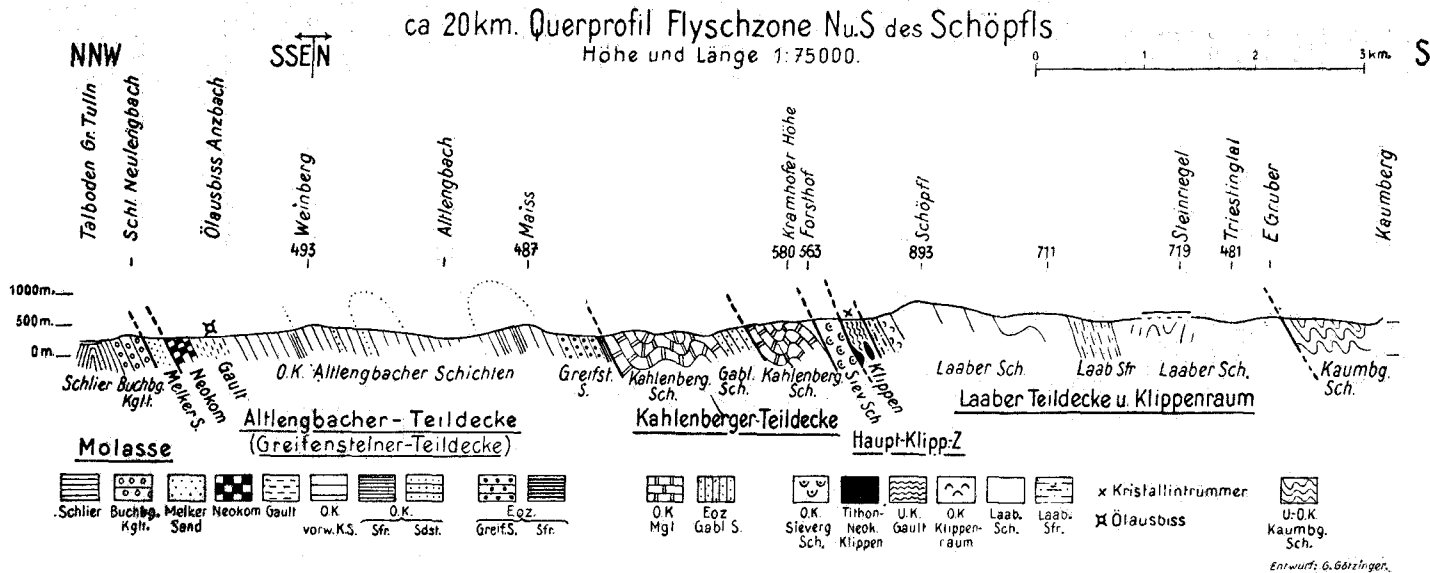 ca 20km. Querprofil Flyschzone Nu.S des Schöpfls
Höhe und Länge 1:75000.
NNW
SSE N
0 1 2 3 km.
S
Talboden Gr. Tulln
Schl. Neulengbach
Ölausbiss Anzbach
Weinberg
493
Altlengbach
Maiss
487
Kramhofer Höhe
580
Forsthof
563
Schöpfl
893
711
Steinriegel
719
Triestingtal
481
E Gruber
Kaumberg
1000m.
500m.
0m.
Schlier
Buchbg. Kglt.
Melker S.
Neokom
Gault
O.K. Altlengbacher Schichten
Greifst. S.
Kahlenberg. Sch.
Gabl. Sch.
Kahlenberg. Sch.
Siev Sch
Klippen
Laaber Sch.
Laab Sfr
Laaber Sch.
Kaumbg. Sch.
Molasse
Altlengbacher-Teildecke
(Greifensteiner-Teildecke)
Kahlenberger-Teildecke
Haupt-Klipp-Z
Laaber Teildecke u. Klippenraum
Schlier
Buchbg. Kglt.
Melker Sand
Neokom
Gault
O.K. vorw. K.S.
O.K.
Sfr. Sdst.
Eoz.
Greif.S. Sfr.
O.K Mgl
Eoz Gabl S.
O.K. Sieverg Sch.
Tithon-Neok. Klippen
U.K. Gault
O.K Klippen-raum
Laab. Sch.
Laab. Sfr.
x Kristallintrümmer
Ölausbiss
U.-O.K. Kaumbg. Sch.
Entwurf: G. Götzinger.